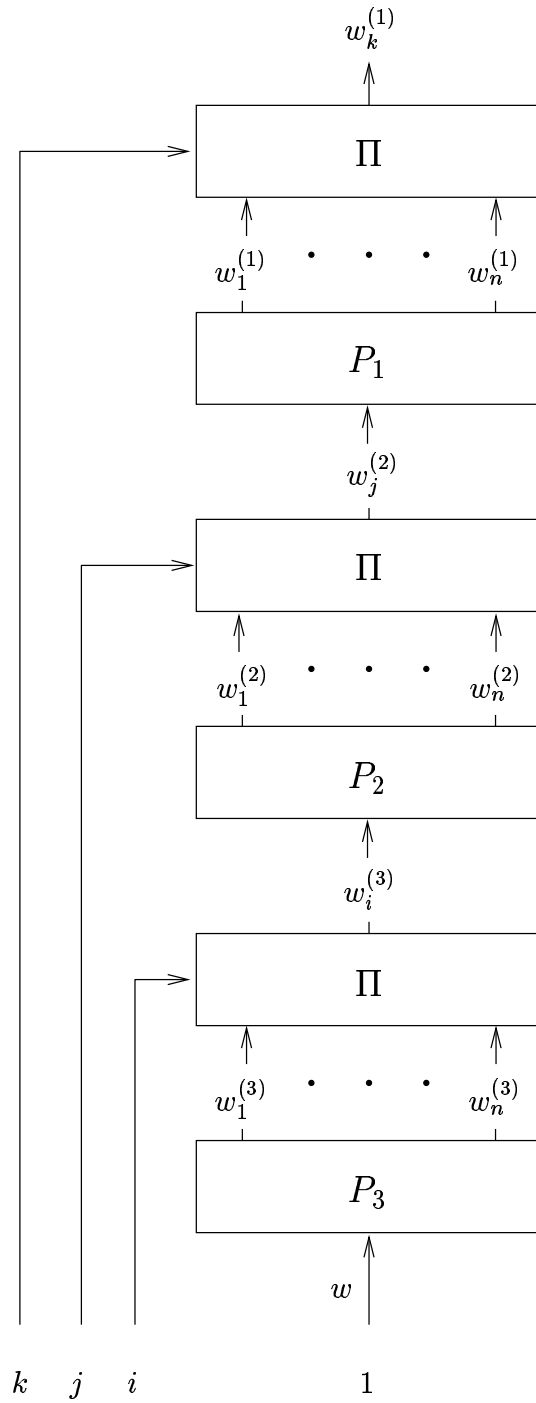 w_k^{(1)}
Π
w_1^{(1)} · · · w_n^{(1)}
P_1
w_j^{(2)}
Π
w_1^{(2)} · · · w_n^{(2)}
P_2
w_i^{(3)}
Π
w_1^{(3)} · · · w_n^{(3)}
P_3
w
k j i 1